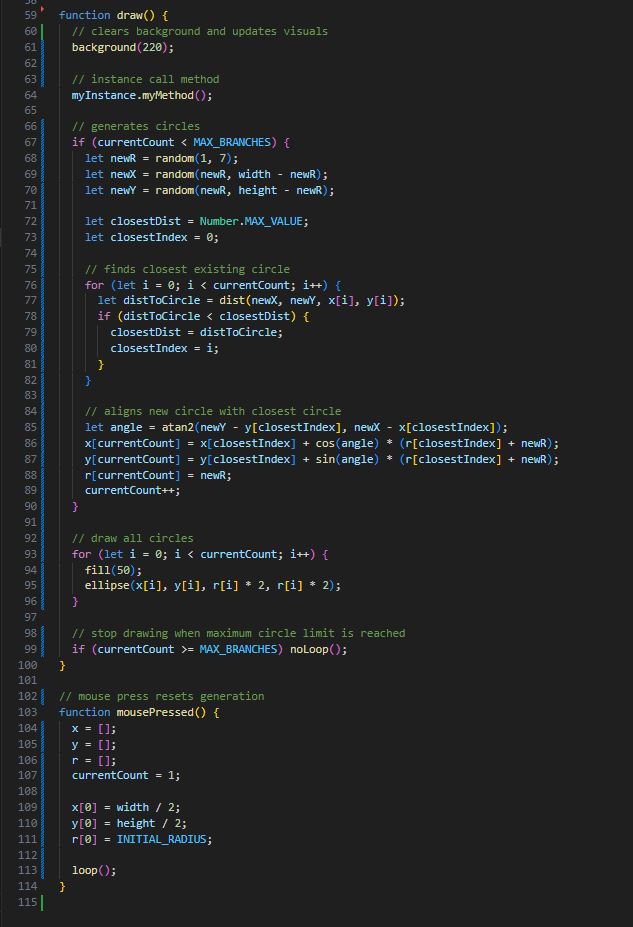 58
59 function draw() {
60   // clears background and updates visuals
61   background(220);
62
63   // instance call method
64   myInstance.myMethod();
65
66   // generates circles
67   if (currentCount < MAX_BRANCHES) {
68     let newR = random(1, 7);
69     let newX = random(newR, width - newR);
70     let newY = random(newR, height - newR);
71
72     let closestDist = Number.MAX_VALUE;
73     let closestIndex = 0;
74
75     // finds closest existing circle
76     for (let i = 0; i < currentCount; i++) {
77       let distToCircle = dist(newX, newY, x[i], y[i]);
78       if (distToCircle < closestDist) {
79         closestDist = distToCircle;
80         closestIndex = i;
81       }
82     }
83
84     // aligns new circle with closest circle
85     let angle = atan2(newY - y[closestIndex], newX - x[closestIndex]);
86     x[currentCount] = x[closestIndex] + cos(angle) * (r[closestIndex] + newR);
87     y[currentCount] = y[closestIndex] + sin(angle) * (r[closestIndex] + newR);
88     r[currentCount] = newR;
89     currentCount++;
90   }
91
92   // draw all circles
93   for (let i = 0; i < currentCount; i++) {
94     fill(50);
95     ellipse(x[i], y[i], r[i] * 2, r[i] * 2);
96   }
97
98   // stop drawing when maximum circle limit is reached
99   if (currentCount >= MAX_BRANCHES) noLoop();
100 }
101
102 // mouse press resets generation
103 function mousePressed() {
104   x = [];
105   y = [];
106   r = [];
107   currentCount = 1;
108
109   x[0] = width / 2;
110   y[0] = height / 2;
111   r[0] = INITIAL_RADIUS;
112
113   loop();
114 }
115